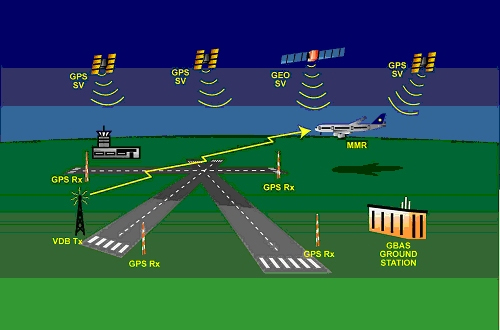 GPS
SV
GPS
SV
GEO
SV
GPS
SV
MMR
GPS Rx
GPS Rx
VDB Tx
GPS Rx
GPS Rx
GBAS
GROUND
STATION